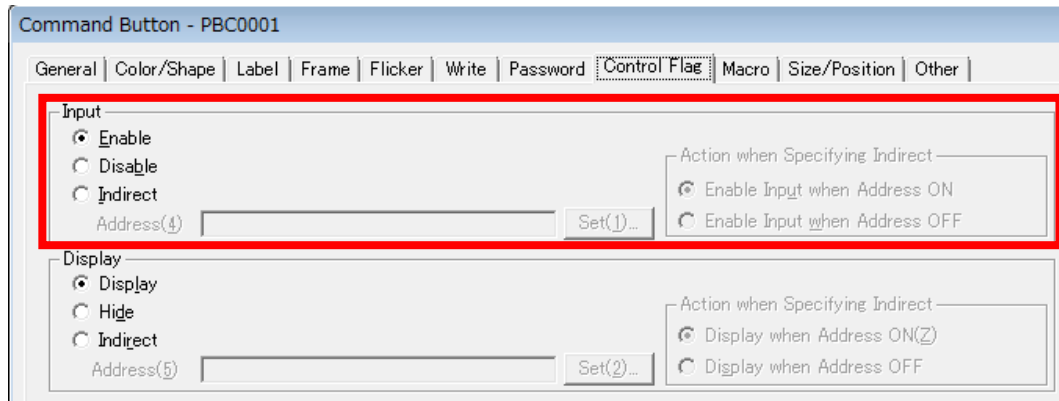 Command Button - PBC0001
General Color/Shape Label Frame Flicker Write Password Control Flag Macro Size/Position Other
Input
Enable
Disable
Indirect
Address(4) Set(1)...
Action when Specifying Indirect
Enable Input when Address ON
Enable Input when Address OFF
Display
Display
Hide
Indirect
Address(5) Set(2)...
Action when Specifying Indirect
Display when Address ON(Z)
Display when Address OFF